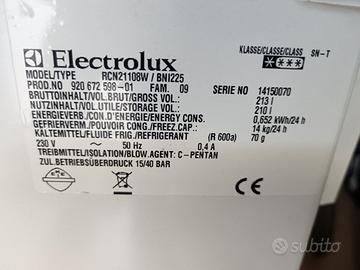 Electrolux
KLASSE/CLASSE/CLASS SN-T
MODELL/TYPE RCN21108W / BNI225
PROD.NO 920 672 598-01 FAM. 09 SERIE NO 14150070
BRUTTOINHALT/VOL.BRUT/GROSS VOL.: 213 l
NUTZINHALT/VOL.UTILE/STORAGE VOL.: 210 l
ENERGIEVERB./CON.D'ENERGY/ENERGY CONS. 0,652 kWh/24 h
GEFRIERVERM./POUVOIR CONG./FREEZ.CAP.: 14 kg/24 h
KALTEMITTEL/FLUIDE FRIG./REFRIGERANT (R 600a) 70 g
230 V ~ 50 Hz 0,4 A
TREIBMITTEL/ISOLATION/BLOW.AGENT: C-PENTAN
ZUL.BETRIEBSÜBERDRUCK 15/40 BAR
CE
subito